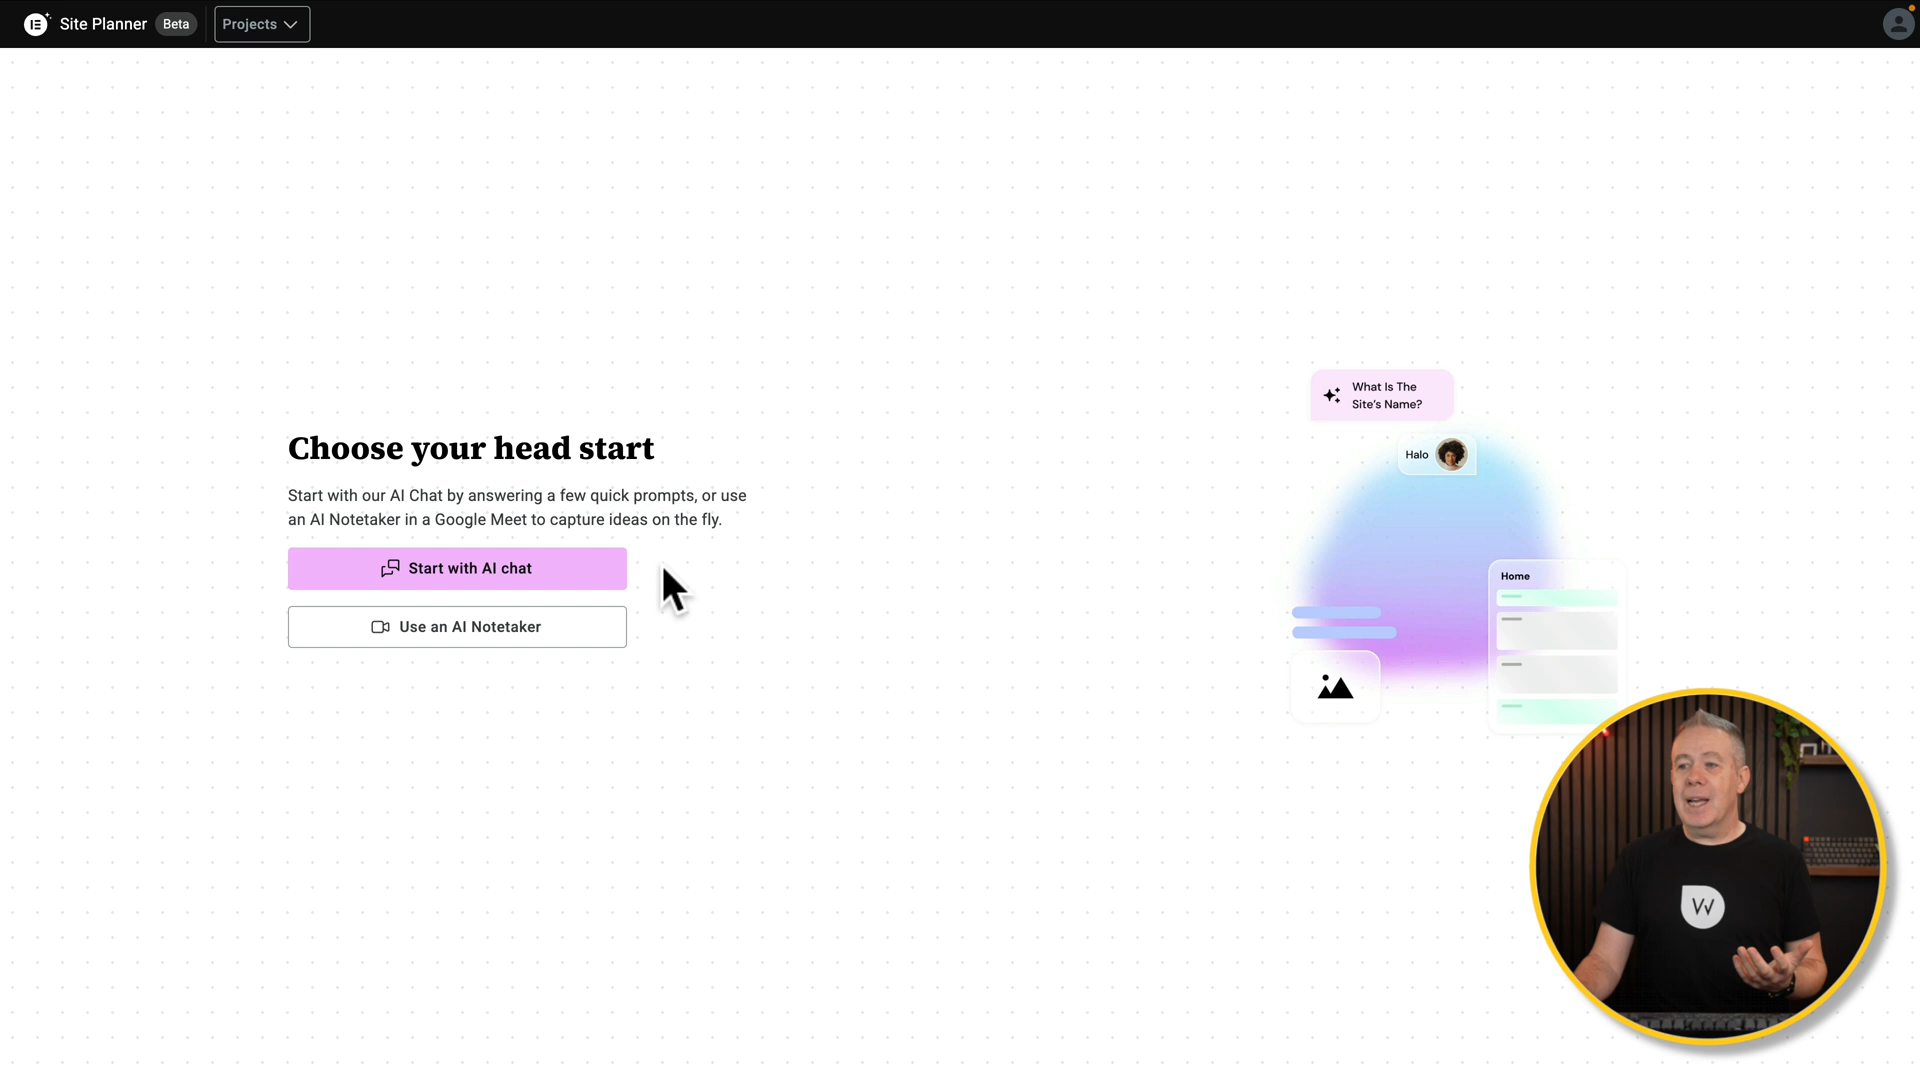 Site Planner Beta Projects
What Is The
Site's Name?
Halo
Choose your head start
Start with our AI Chat by answering a few quick prompts, or use
an AI Notetaker in a Google Meet to capture ideas on the fly.
Start with AI chat
Use an AI Notetaker
Home
W